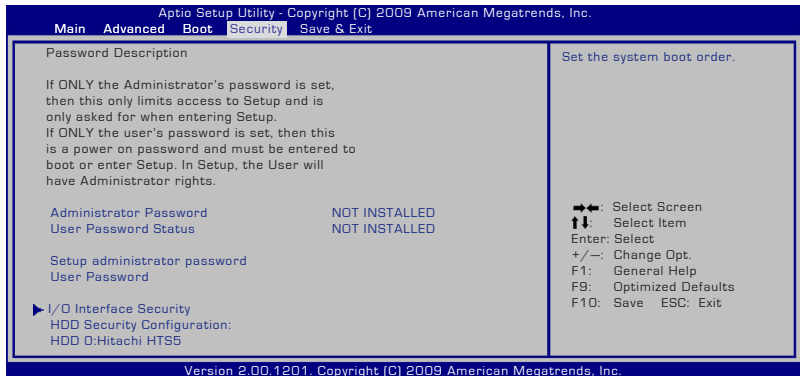 Aptio Setup Utility - Copyright (C) 2009 American Megatrends, Inc.
Main Advanced Boot Security Save & Exit
Password Description
If ONLY the Administrator's password is set,
then this only limits access to Setup and is
only asked for when entering Setup.
If ONLY the user's password is set, then this
is a power on password and must be entered to
boot or enter Setup. In Setup, the User will
have Administrator rights.
Administrator Password NOT INSTALLED
User Password Status NOT INSTALLED
Setup administrator password
User Password
I/O Interface Security
HDD Security Configuration:
HDD 0:Hitachi HTS5
Set the system boot order.
→←: Select Screen
↑↓: Select Item
Enter: Select
+/—: Change Opt.
F1: General Help
F9: Optimized Defaults
F10: Save ESC: Exit
Version 2.00.1201. Copyright (C) 2009 American Megatrends, Inc.